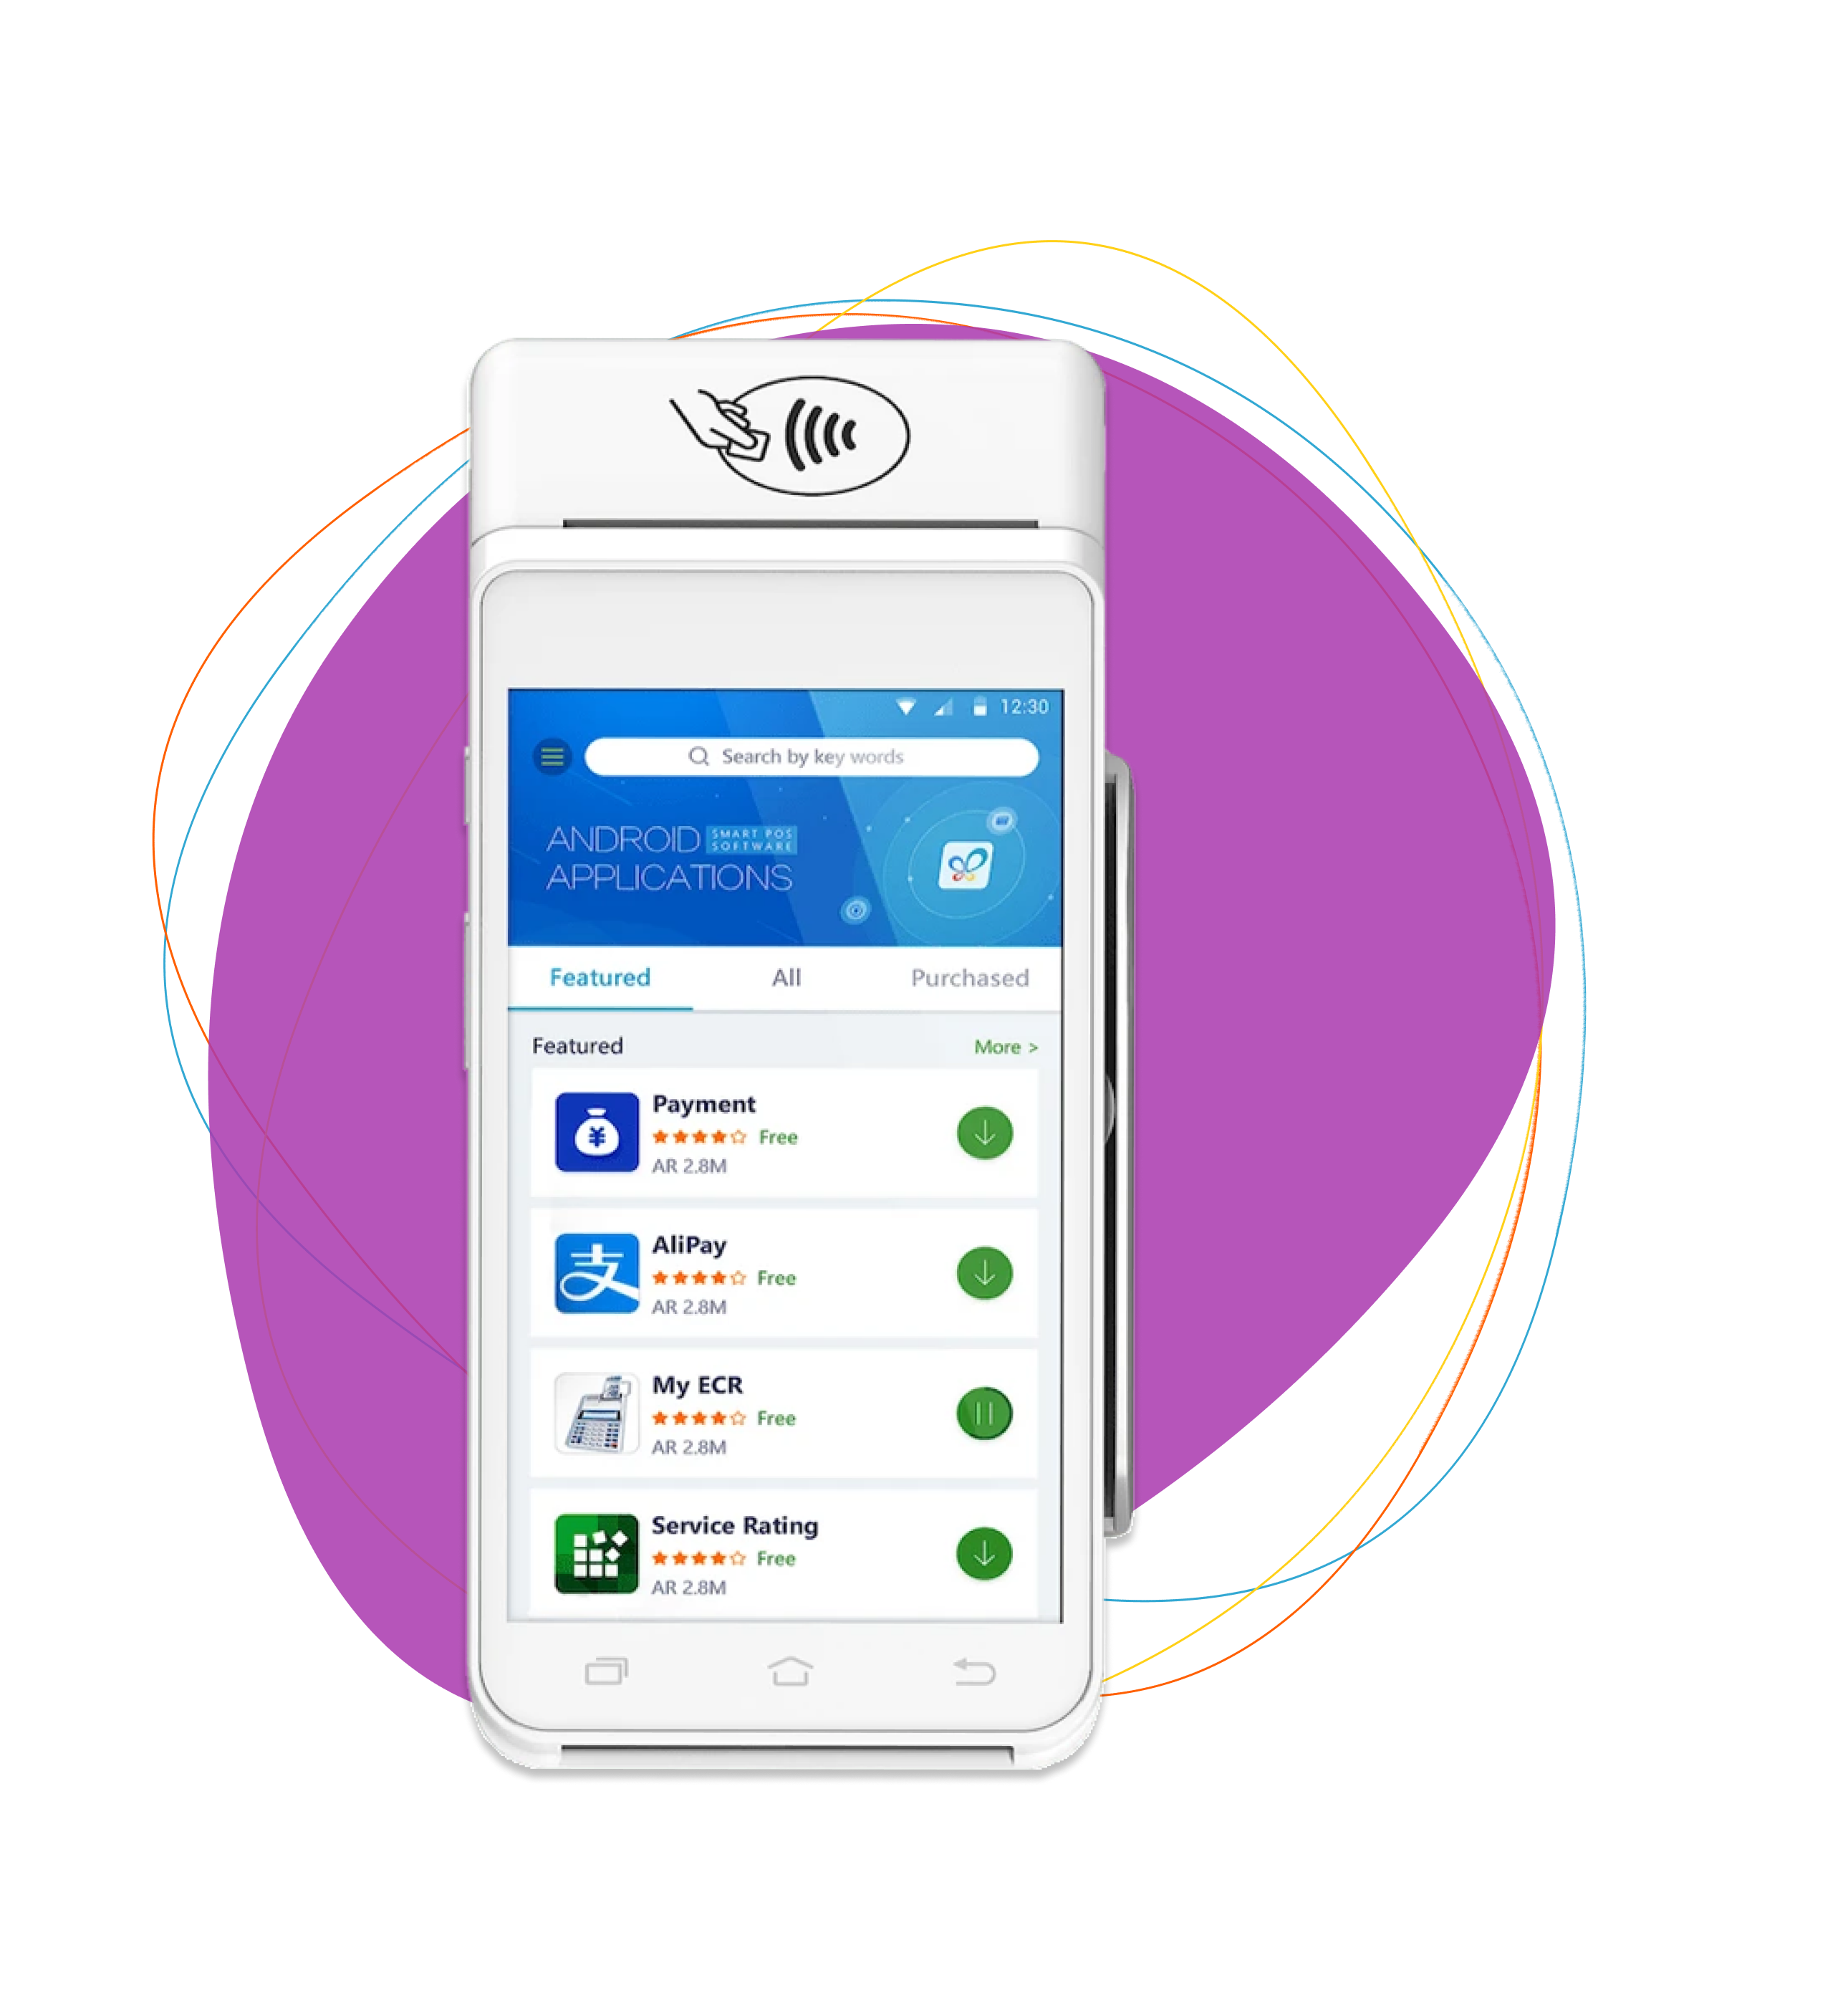 12:30
Search by key words
ANDROID SMART POS SOFTWARE
APPLICATIONS
Featured All Purchased
Featured More >
Payment
Free
AR 2.8M
支
AliPay
Free
AR 2.8M
My ECR
Free
AR 2.8M
Service Rating
Free
AR 2.8M